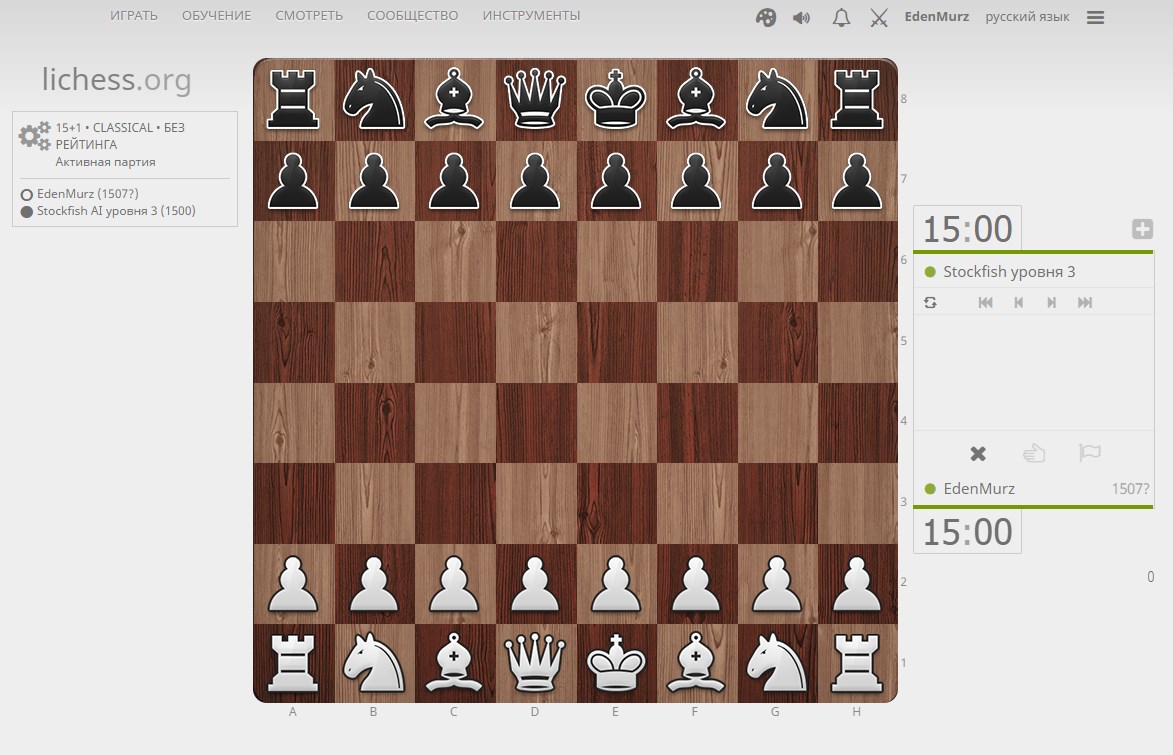 ИГРАТЬ ОБУЧЕНИЕ СМОТРЕТЬ СООБЩЕСТВО ИНСТРУМЕНТЫ EdenMurz русский язык
lichess.org
15+1 • CLASSICAL • БЕЗ
РЕЙТИНГА
Активная партия
EdenMurz (1507?)
Stockfish AI уровня 3 (1500)
8
7
6
5
4
3
2
1
A B C D E F G H
15:00
Stockfish уровня 3
EdenMurz 1507?
15:00
0